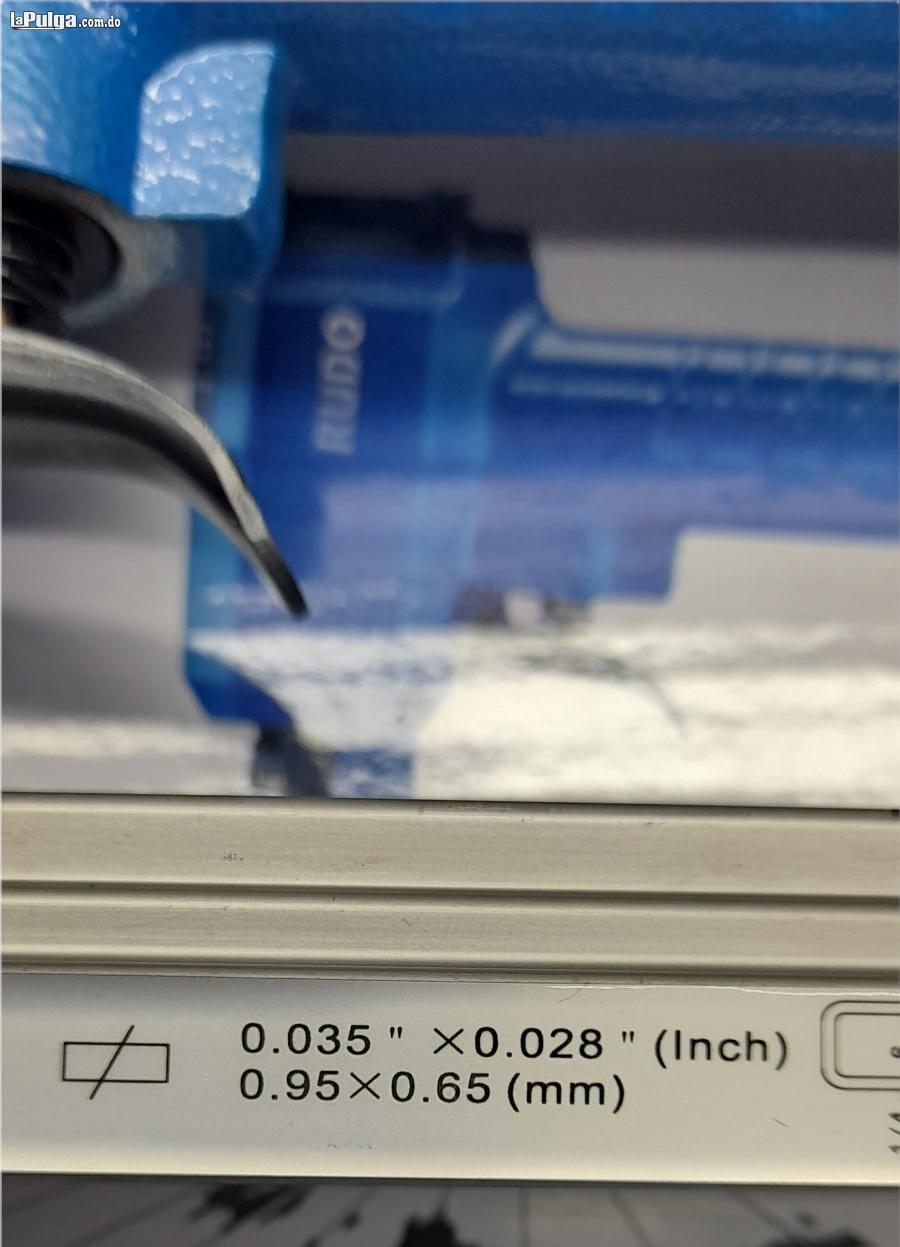 laPulga.com.do
RUDO
0.035 " ×0.028 " (Inch)
0.95×0.65 (mm)